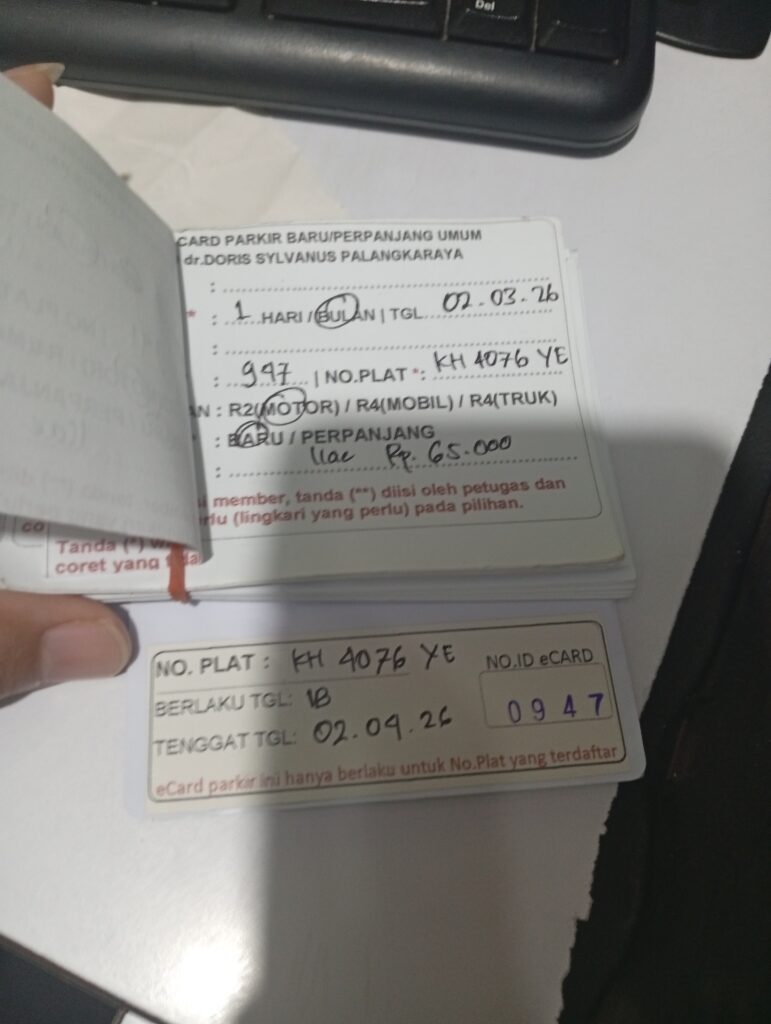 Del
CARD PARKIR BARU/PERPANJANG UMUM
dr.DORIS SYLVANUS PALANGKARAYA
: ........
* : 1 HARI / BULAN | TGL 02.03.26
: ........
: 947 | NO.PLAT *: KH 4076 YE
AN : R2(MOTOR) / R4(MOBIL) / R4(TRUK)
* : BARU / PERPANJANG
: Rp. 65.000
si member, tanda (**) diisi oleh petugas dan
rlu (lingkari yang perlu) pada pilihan.
co
Tanda (*)
coret yang
NO. PLAT : KH 4076 YE
NO.ID eCARD
BERLAKU TGL:
0947
TENGGAT TGL: 02.04.26
eCard parkir ini hanya berlaku untuk No.Plat yang terdaftar